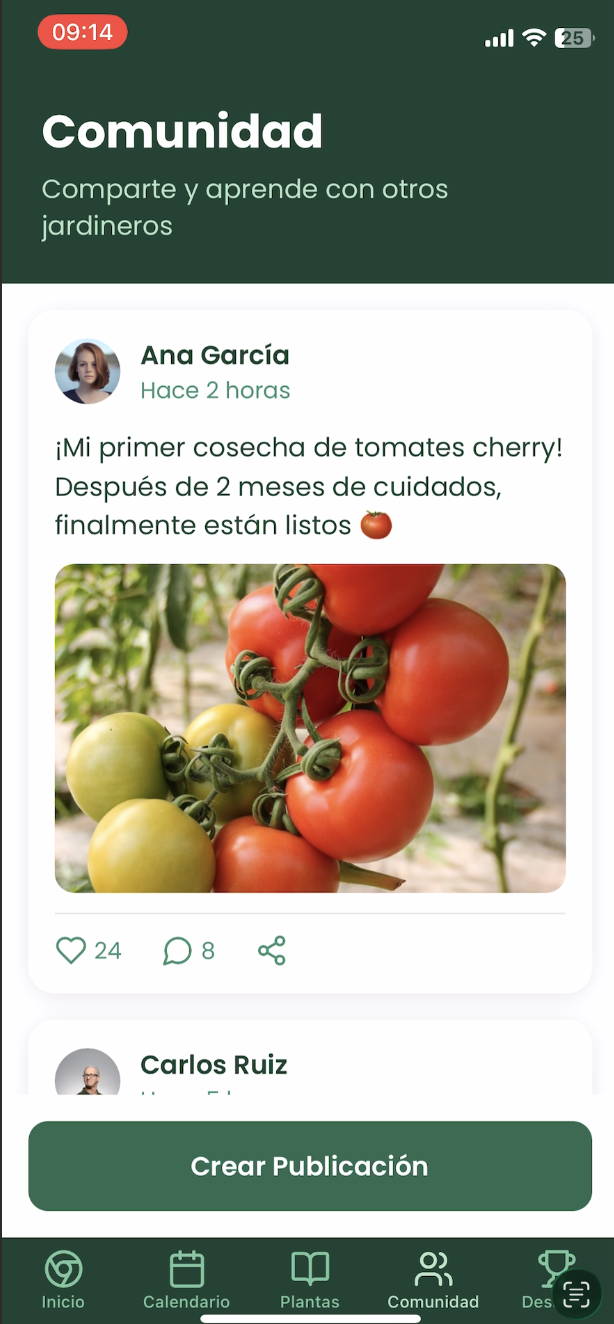 09:14
25
Comunidad
Comparte y aprende con otros
jardineros
Ana García
Hace 2 horas
¡Mi primer cosecha de tomates cherry!
Después de 2 meses de cuidados,
finalmente están listos 🍅
24
8
Carlos Ruiz
Crear Publicación
Inicio
Calendario
Plantas
Comunidad